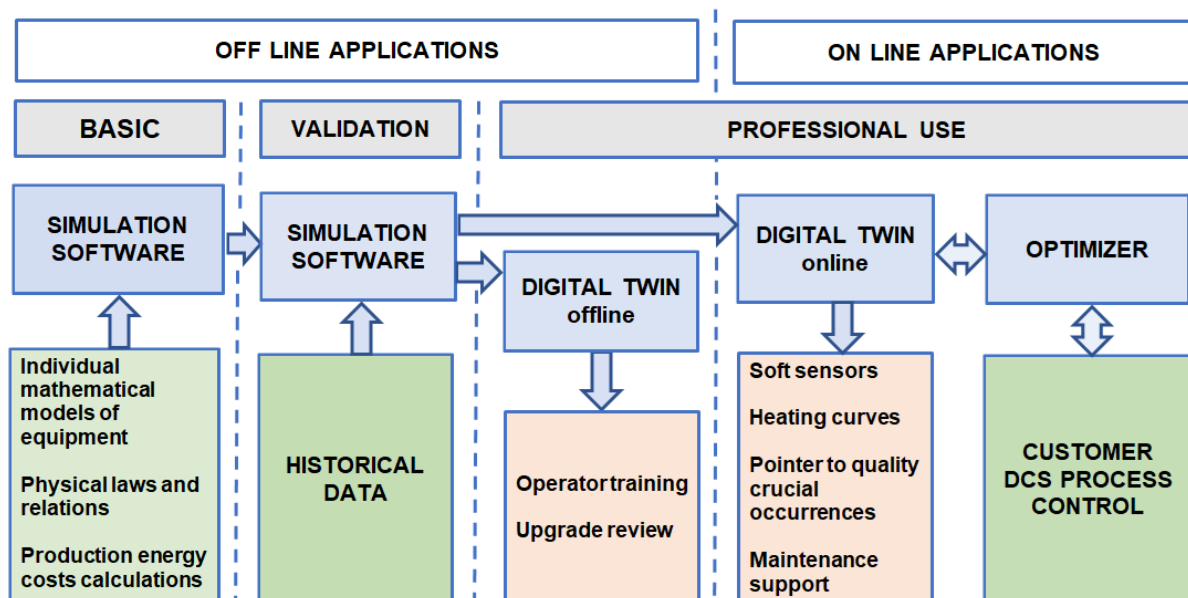 OFF LINE APPLICATIONS
ON LINE APPLICATIONS
BASIC
VALIDATION
PROFESSIONAL USE
SIMULATION
SOFTWARE
SIMULATION
SOFTWARE
DIGITAL TWIN
offline
DIGITAL TWIN
online
OPTIMIZER
Individual
mathematical
models of
equipment
Physical laws and
relations
Production energy
costs calculations
HISTORICAL
DATA
Operator training
Upgrade review
Soft sensors
Heating curves
Pointer to quality
crucial
occurrences
Maintenance
support
CUSTOMER
DCS PROCESS
CONTROL